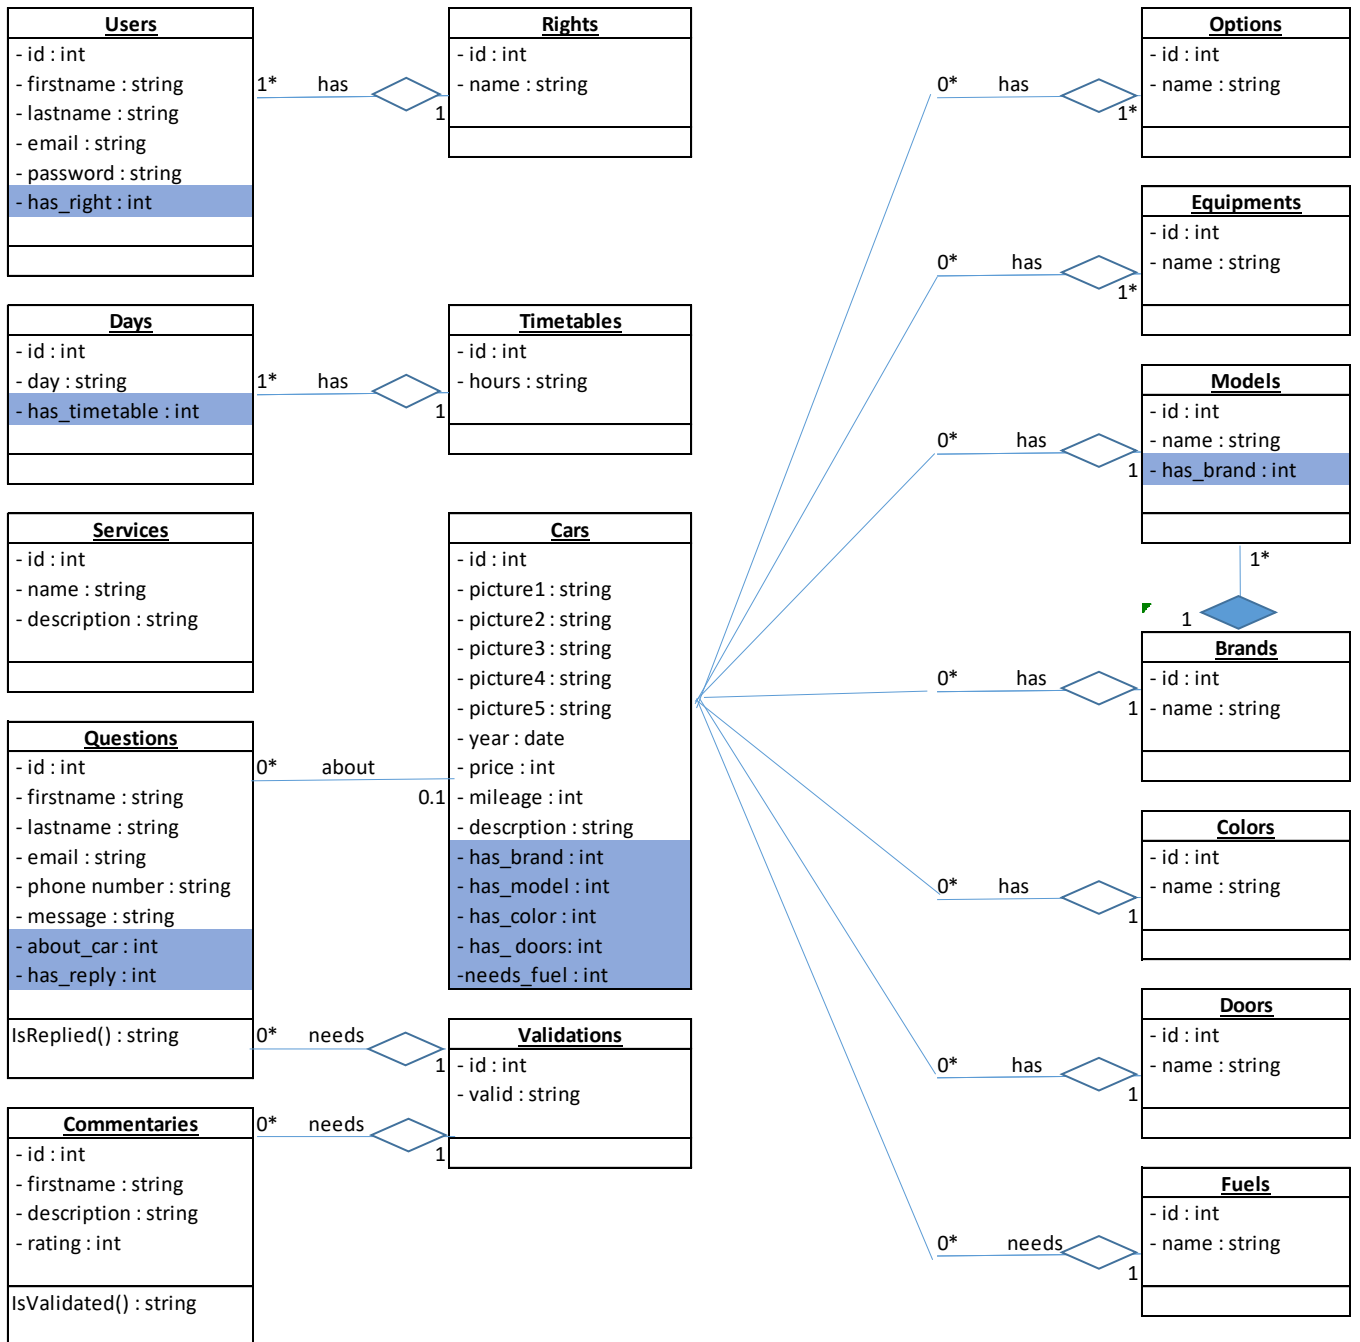 Users
- id : int
- firstname : string
- lastname : string
- email : string
- password : string
- has_right : int
1* has
1
Rights
- id : int
- name : string
Days
- id : int
- day : string
- has_timetable : int
1* has
1
Timetables
- id : int
- hours : string
Services
- id : int
- name : string
- description : string
Questions
- id : int
- firstname : string
- lastname : string
- email : string
- phone number : string
- message : string
- about_car : int
- has_reply : int
IsReplied() : string
0* about
0.1
0* needs
1
Cars
- id : int
- picture1 : string
- picture2 : string
- picture3 : string
- picture4 : string
- picture5 : string
- year : date
- price : int
- mileage : int
- descrption : string
- has_brand : int
- has_model : int
- has_color : int
- has_ doors: int
-needs_fuel : int
Validations
- id : int
- valid : string
Commentaries
- id : int
- firstname : string
- description : string
- rating : int
IsValidated() : string
0* needs
1
0* has
1*
Options
- id : int
- name : string
0* has
1*
Equipments
- id : int
- name : string
0* has
1
Models
- id : int
- name : string
- has_brand : int
1*
1
0* has
1
Brands
- id : int
- name : string
0* has
1
Colors
- id : int
- name : string
0* has
1
Doors
- id : int
- name : string
0* needs
1
Fuels
- id : int
- name : string